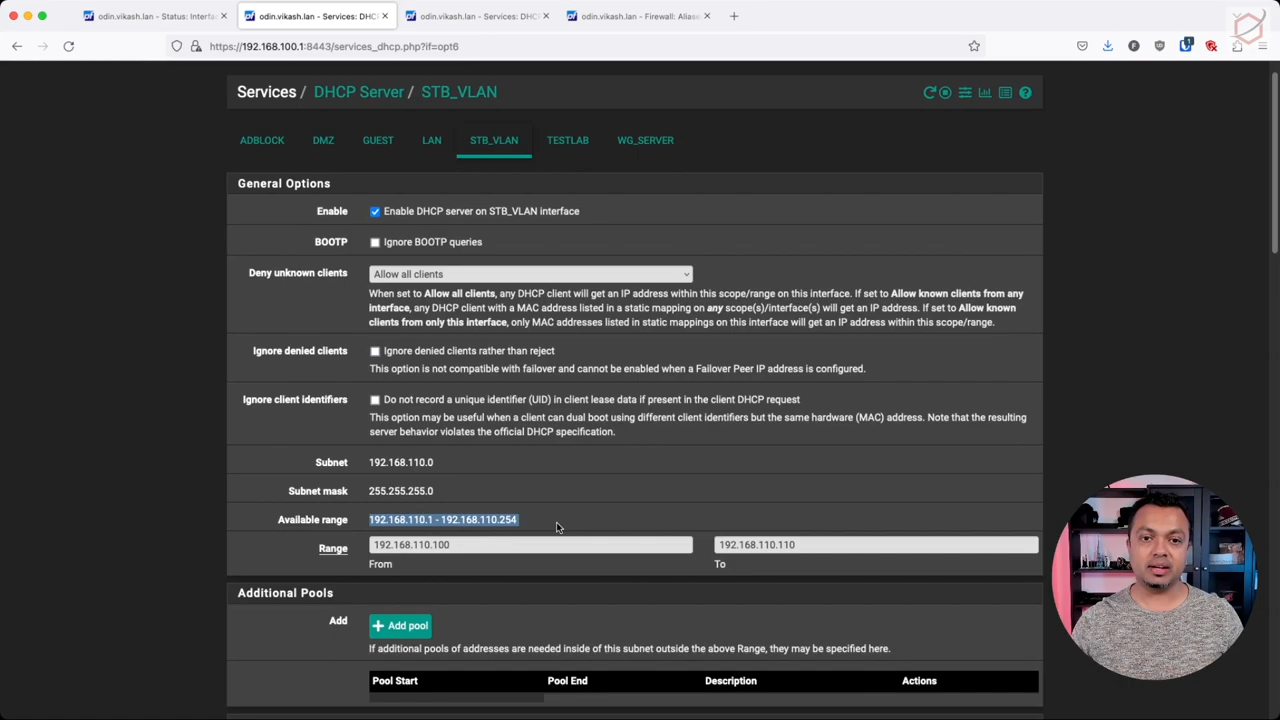 odin.vikash.lan - Status: Interfa
odin.vikash.lan - Services: DHCP
odin.vikash.lan - Services: DHC
odin.vikash.lan - Firewall: Aliase
https://192.168.100.1:8443/services_dhcp.php?if=opt6
1
Services / DHCP Server / STB_VLAN
ADBLOCK
DMZ
GUEST
LAN
STB_VLAN
TESTLAB
WG_SERVER
General Options
Enable
Enable DHCP server on STB_VLAN interface
BOOTP
Ignore BOOTP queries
Deny unknown clients
Allow all clients
When set to Allow all clients, any DHCP client will get an IP address within this scope/range on this interface. If set to Allow known clients from any
interface, any DHCP client with a MAC address listed in a static mapping on any scope(s)/interface(s) will get an IP address. If set to Allow known
clients from only this interface, only MAC addresses listed in static mappings on this interface will get an IP address within this scope/range.
Ignore denied clients
Ignore denied clients rather than reject
This option is not compatible with failover and cannot be enabled when a Failover Peer IP address is configured.
Ignore client identifiers
Do not record a unique identifier (UID) in client lease data if present in the client DHCP request
This option may be useful when a client can dual boot using different client identifiers but the same hardware (MAC) address. Note that the resulting
server behavior violates the official DHCP specification.
Subnet
192.168.110.0
Subnet mask
255.255.255.0
Available range
192.168.110.1 - 192.168.110.254
Range
192.168.110.100
192.168.110.110
From
To
Additional Pools
Add
+ Add pool
If additional pools of addresses are needed inside of this subnet outside the above Range, they may be specified here.
Pool Start
Pool End
Description
Actions